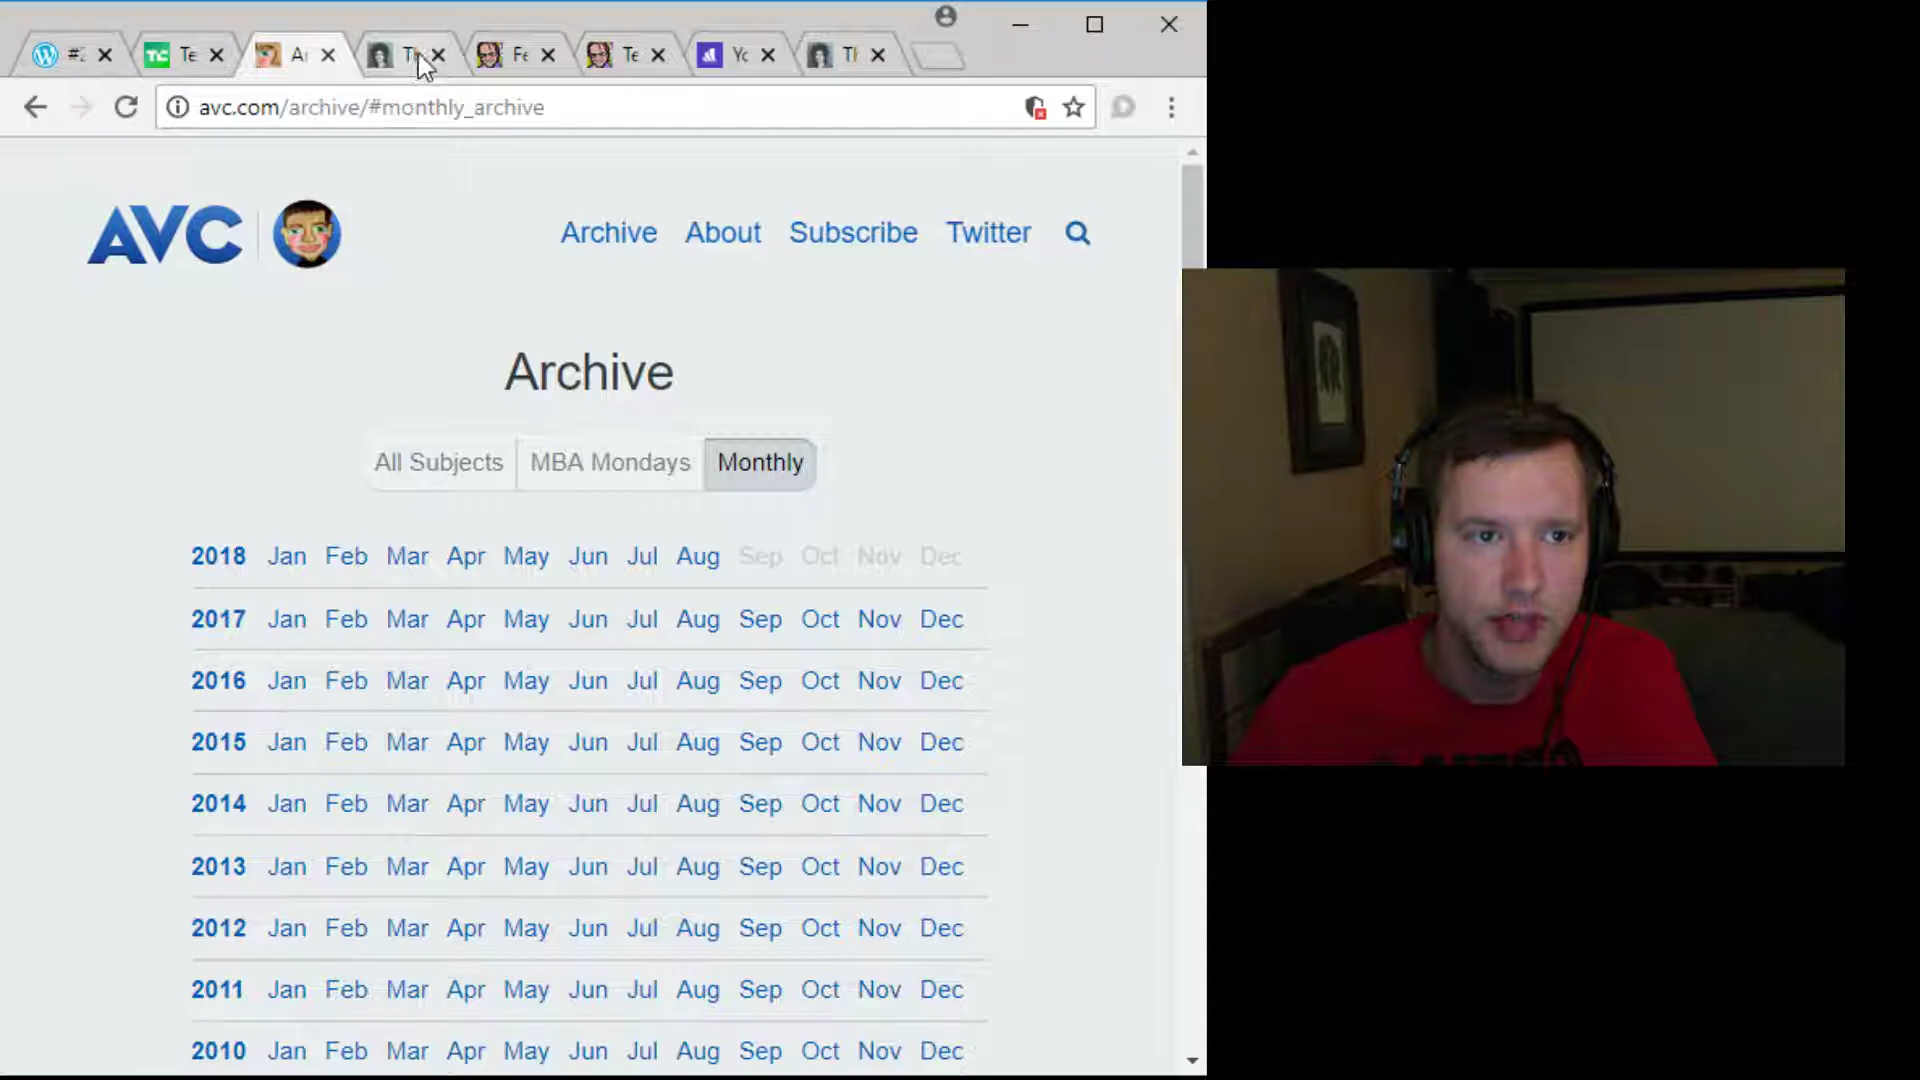 #2
TC Te
Ar
T
Fe
Te
Yo
Th
avc.com/archive/#monthly_archive
AVC Archive About Subscribe Twitter
Archive
All Subjects MBA Mondays Monthly
2018 Jan Feb Mar Apr May Jun Jul Aug Sep Oct Nov Dec
2017 Jan Feb Mar Apr May Jun Jul Aug Sep Oct Nov Dec
2016 Jan Feb Mar Apr May Jun Jul Aug Sep Oct Nov Dec
2015 Jan Feb Mar Apr May Jun Jul Aug Sep Oct Nov Dec
2014 Jan Feb Mar Apr May Jun Jul Aug Sep Oct Nov Dec
2013 Jan Feb Mar Apr May Jun Jul Aug Sep Oct Nov Dec
2012 Jan Feb Mar Apr May Jun Jul Aug Sep Oct Nov Dec
2011 Jan Feb Mar Apr May Jun Jul Aug Sep Oct Nov Dec
2010 Jan Feb Mar Apr May Jun Jul Aug Sep Oct Nov Dec